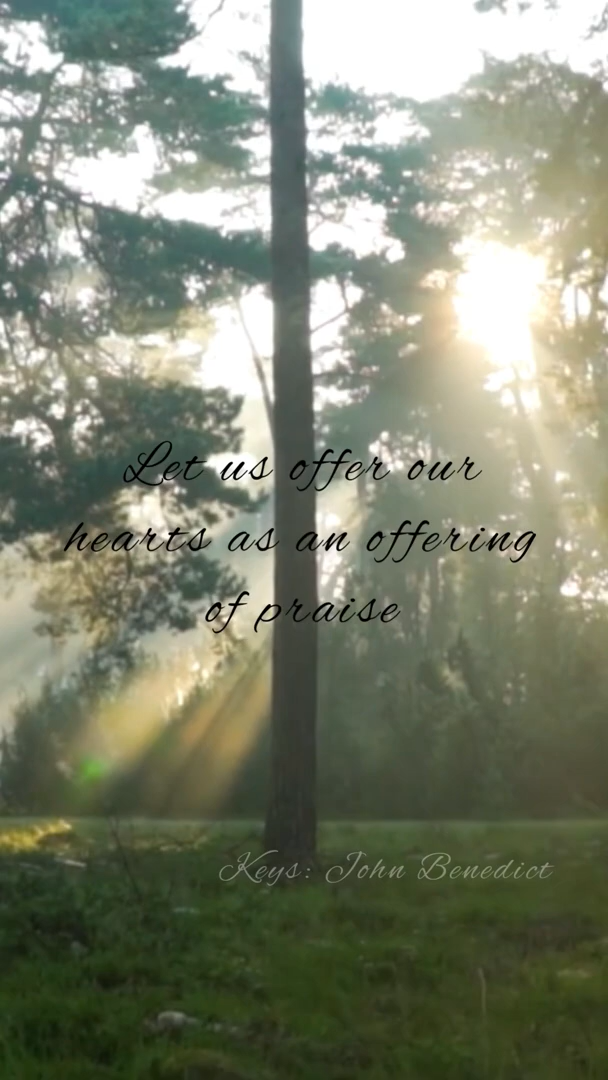 Let us offer our
hearts as an offering
of praise
Keys: John Benedict